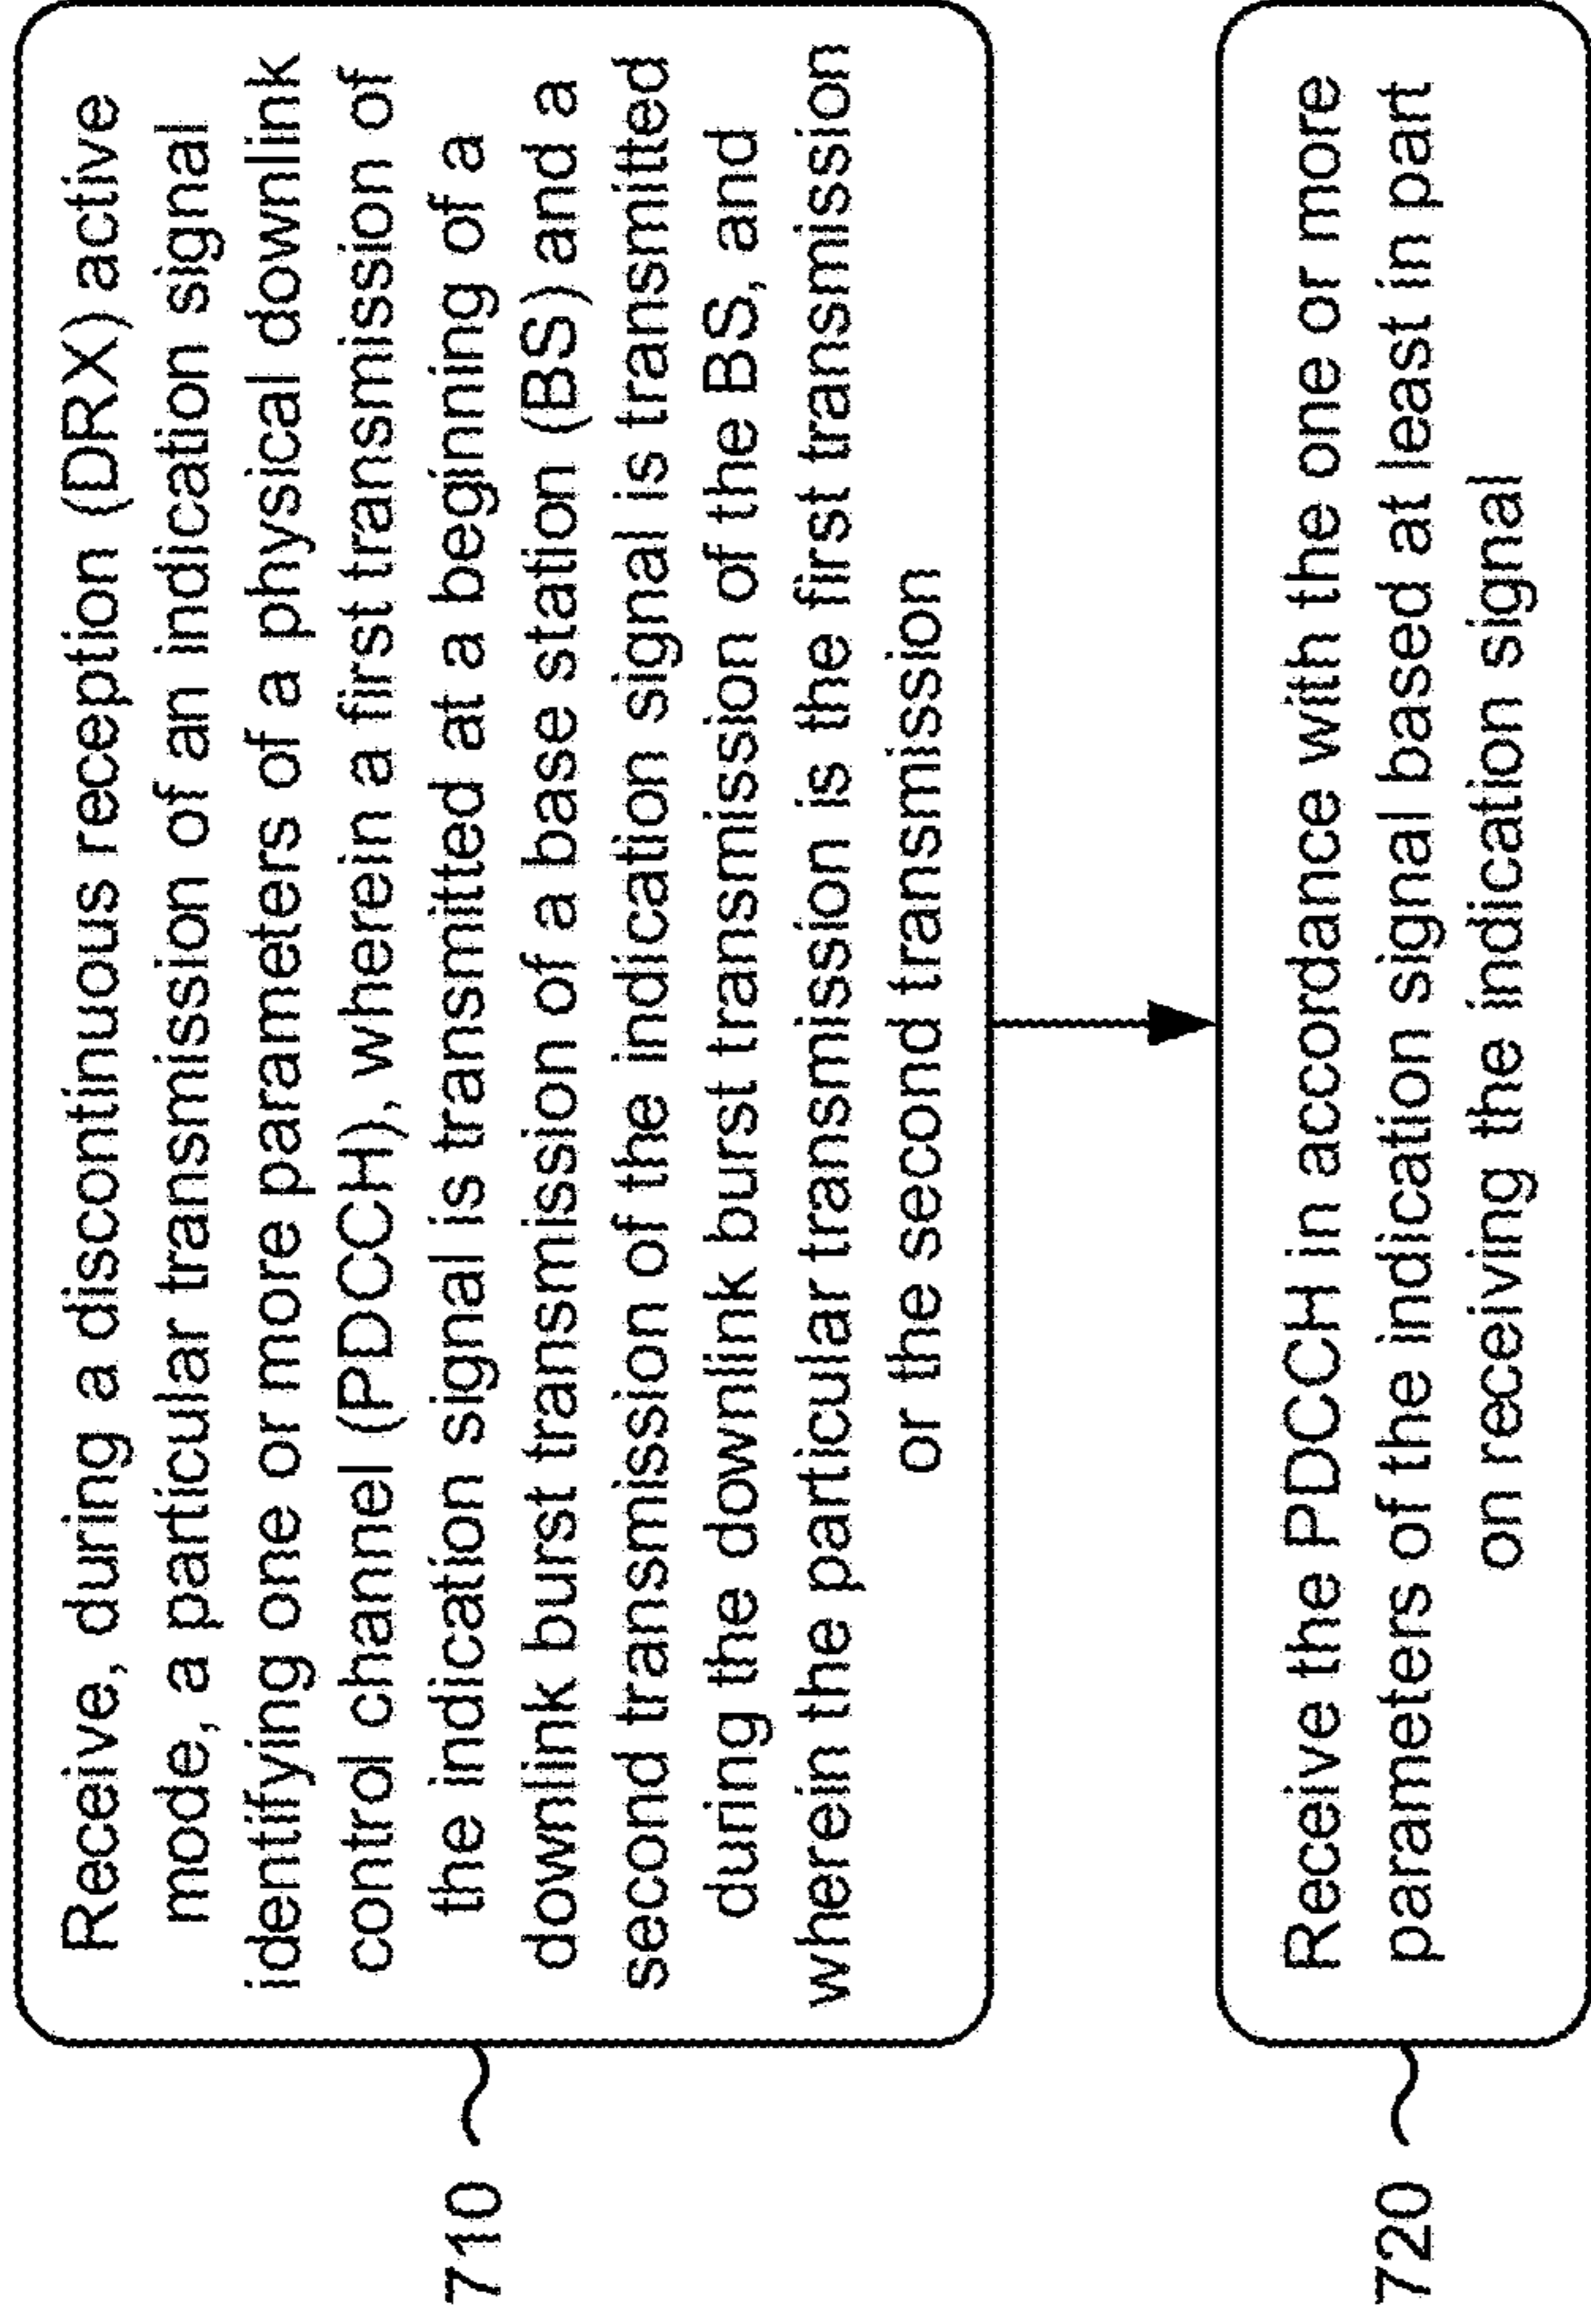 Receive, during a discontinuous reception (DRX) active
mode, a particular transmission of an indication signal
identifying one or more parameters of a physical downlink
control channel (PDCCH), wherein a first transmission of
the indication signal is transmitted at a beginning of a
downlink burst transmission of a base station (BS) and a
second transmission of the indication signal is transmitted
during the downlink burst transmission of the BS, and
wherein the particular transmission is the first transmission
or the second transmission
710
Receive the PDCCH in accordance with the one or more
parameters of the indication signal based at least in part
on receiving the indication signal
720